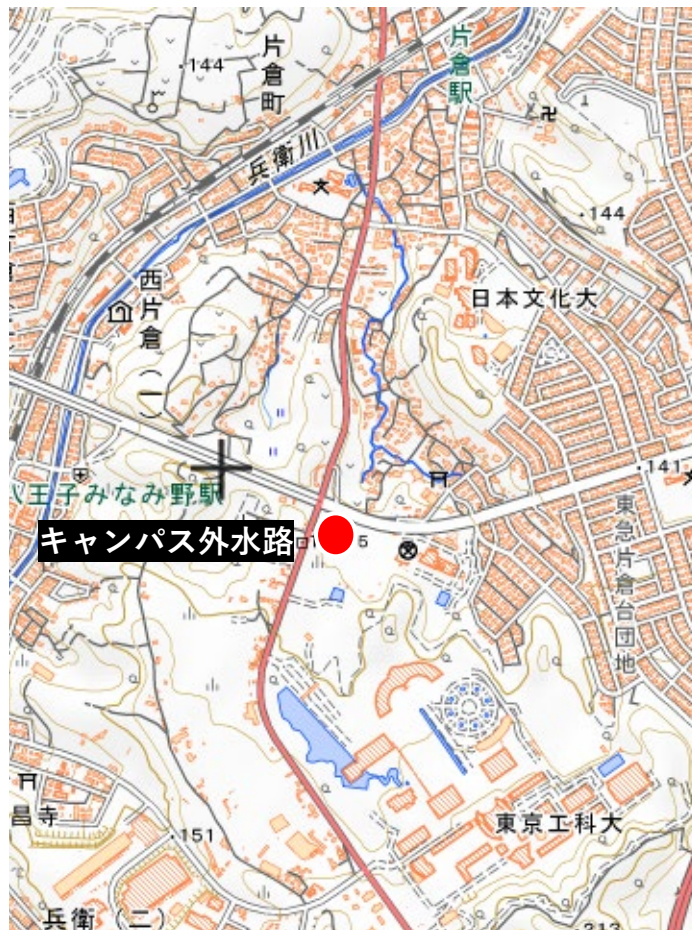 片倉町
・144
片倉駅
兵衛川
・144
日本文化大
西片倉(一)
・141
八王子みなみ野駅
キャンパス外水路
東急片倉台団地
昌寺
・151
東京工科大
兵衛(二)